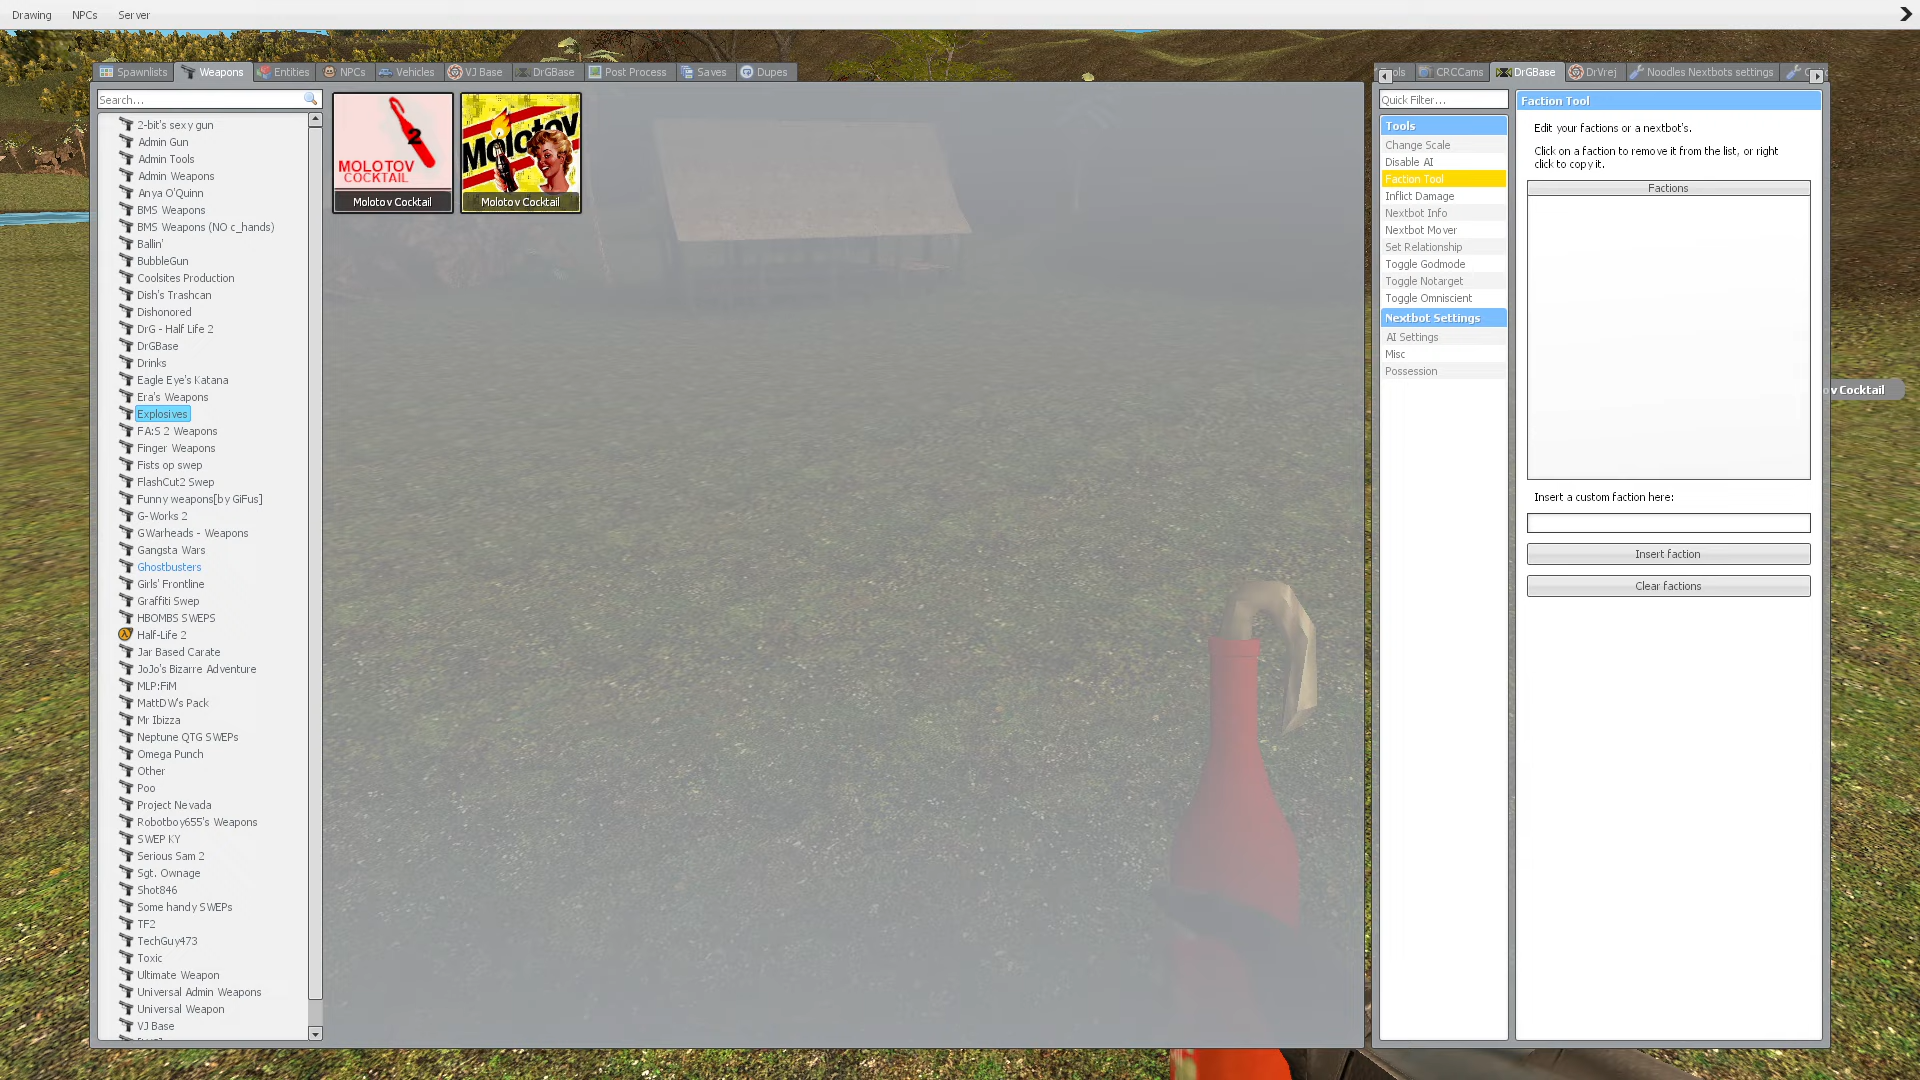 Drawing NPCs Server
Spawnlists Weapons Entities NPCs Vehicles VJ Base DrGBase Post Process Saves Dupes
Search...
2-bit's sexy gun
Admin Gun
Admin Tools
Admin Weapons
Anya O'Quinn
BMS Weapons
BMS Weapons (NO c_hands)
Ballin'
BubbleGun
Coolsites Production
Dish's Trashcan
Dishonored
DrG - Half Life 2
DrGBase
Drinks
Eagle Eye's Katana
Era's Weapons
Explosives
FA:S 2 Weapons
Finger Weapons
Fists op swep
FlashCut2 Swep
Funny weapons[by GiFus]
G-Works 2
GWarheads - Weapons
Gangsta Wars
Ghostbusters
Girls' Frontline
Graffiti Swep
HBOMBS SWEPS
Half-Life 2
Jar Based Carate
JoJo's Bizarre Adventure
MLP:FiM
MattDW's Pack
Mr Ibizza
Neptune QTG SWEPs
Omega Punch
Other
Poo
Project Nevada
Robotboy655's Weapons
SWEP KY
Serious Sam 2
Sgt. Ownage
Shot846
Some handy SWEPs
TF2
TechGuy473
Toxic
Ultimate Weapon
Universal Admin Weapons
Universal Weapon
VJ Base
2
MOLOTOV
COCKTAIL
Molotov Cocktail
Molotov
Molotov Cocktail
ols CRCCams DrGBase DrVrej Noodles Nextbots settings
Quick Filter...
Tools
Change Scale
Disable AI
Faction Tool
Inflict Damage
Nextbot Info
Nextbot Mover
Set Relationship
Toggle Godmode
Toggle Notarget
Toggle Omniscient
Nextbot Settings
AI Settings
Misc
Possession
Faction Tool
Edit your factions or a nextbot's.
Click on a faction to remove it from the list, or right
click to copy it.
Factions
Insert a custom faction here:
Insert faction
Clear factions
ov Cocktail